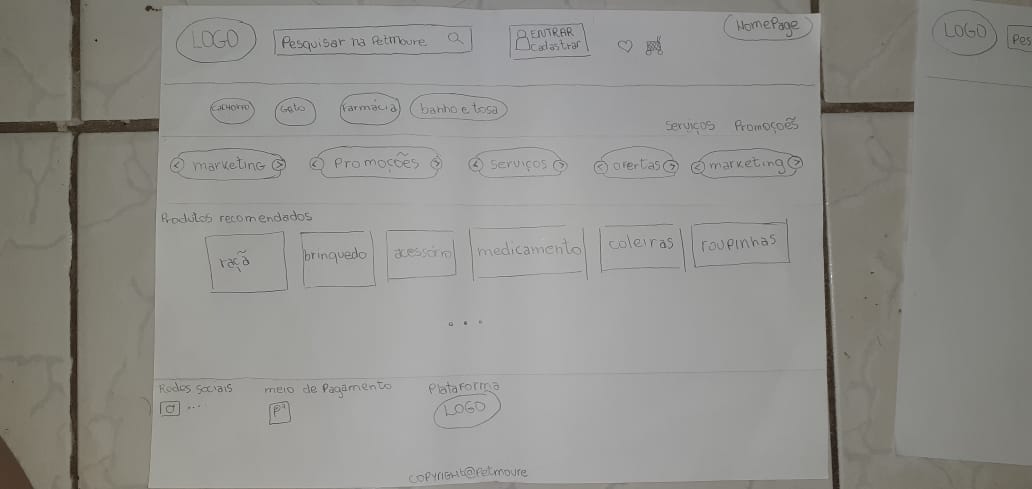 LOGO
Pesquisar na Petmoure
ENTRAR
Cadastrar
HomePage
LOGO
Pes
cachorro
Gato
Farmácia
banho e tosa
Serviços Promoções
< marketing >
< Promoções >
< Serviços >
< ofertas >
< marketing >
Produtos recomendados
ração
brinquedo
acessório
medicamento
coleiras
roupinhas
...
Redes sociais
...
meio de Pagamento
Plataforma
LOGO
COPYRIGHT@Petmoure